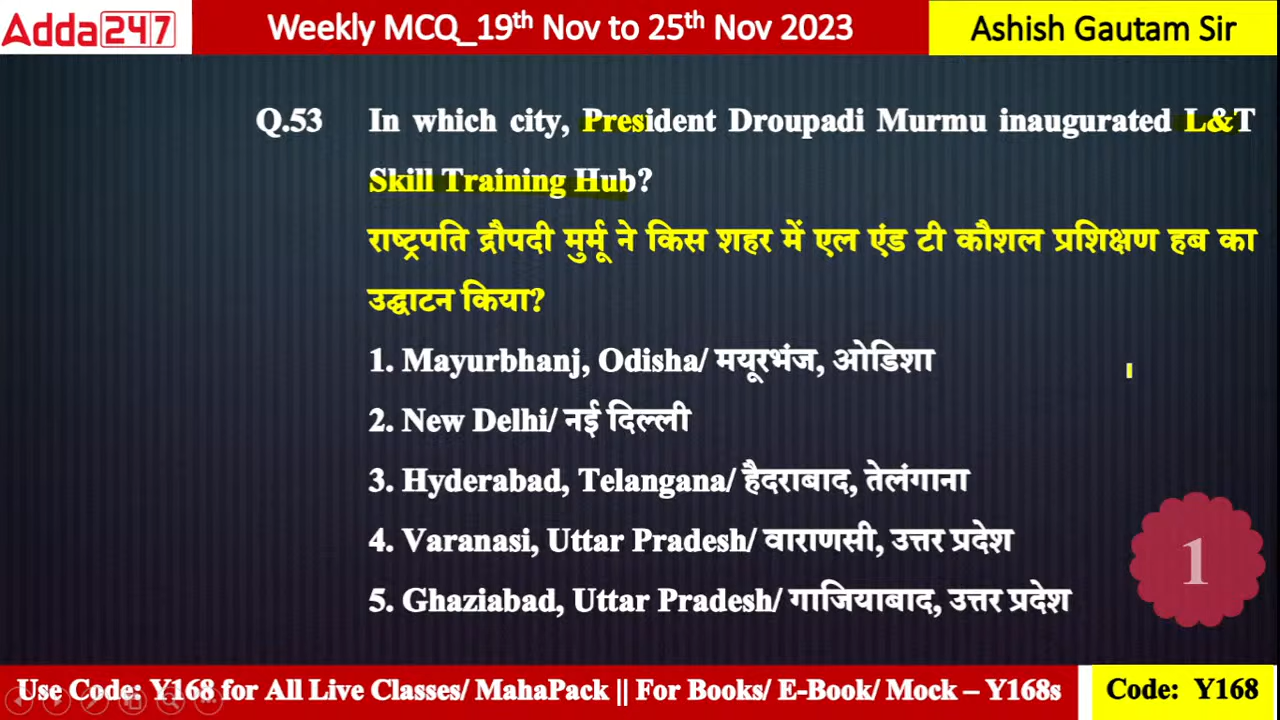 Adda247
Weekly MCQ_19th Nov to 25th Nov 2023
Ashish Gautam Sir
Q.53 In which city, President Droupadi Murmu inaugurated L&T
Skill Training Hub?
राष्ट्रपति द्रौपदी मुर्मू ने किस शहर में एल एंड टी कौशल प्रशिक्षण हब का
उद्घाटन किया?
1. Mayurbhanj, Odisha/ मयूरभंज, ओडिशा
2. New Delhi/ नई दिल्ली
3. Hyderabad, Telangana/ हैदराबाद, तेलंगाना
4. Varanasi, Uttar Pradesh/ वाराणसी, उत्तर प्रदेश
1
5. Ghaziabad, Uttar Pradesh/ गाजियाबाद, उत्तर प्रदेश
Use Code: Y168 for All Live Classes/ MahaPack || For Books/ E-Book/ Mock – Y168s
Code: Y168